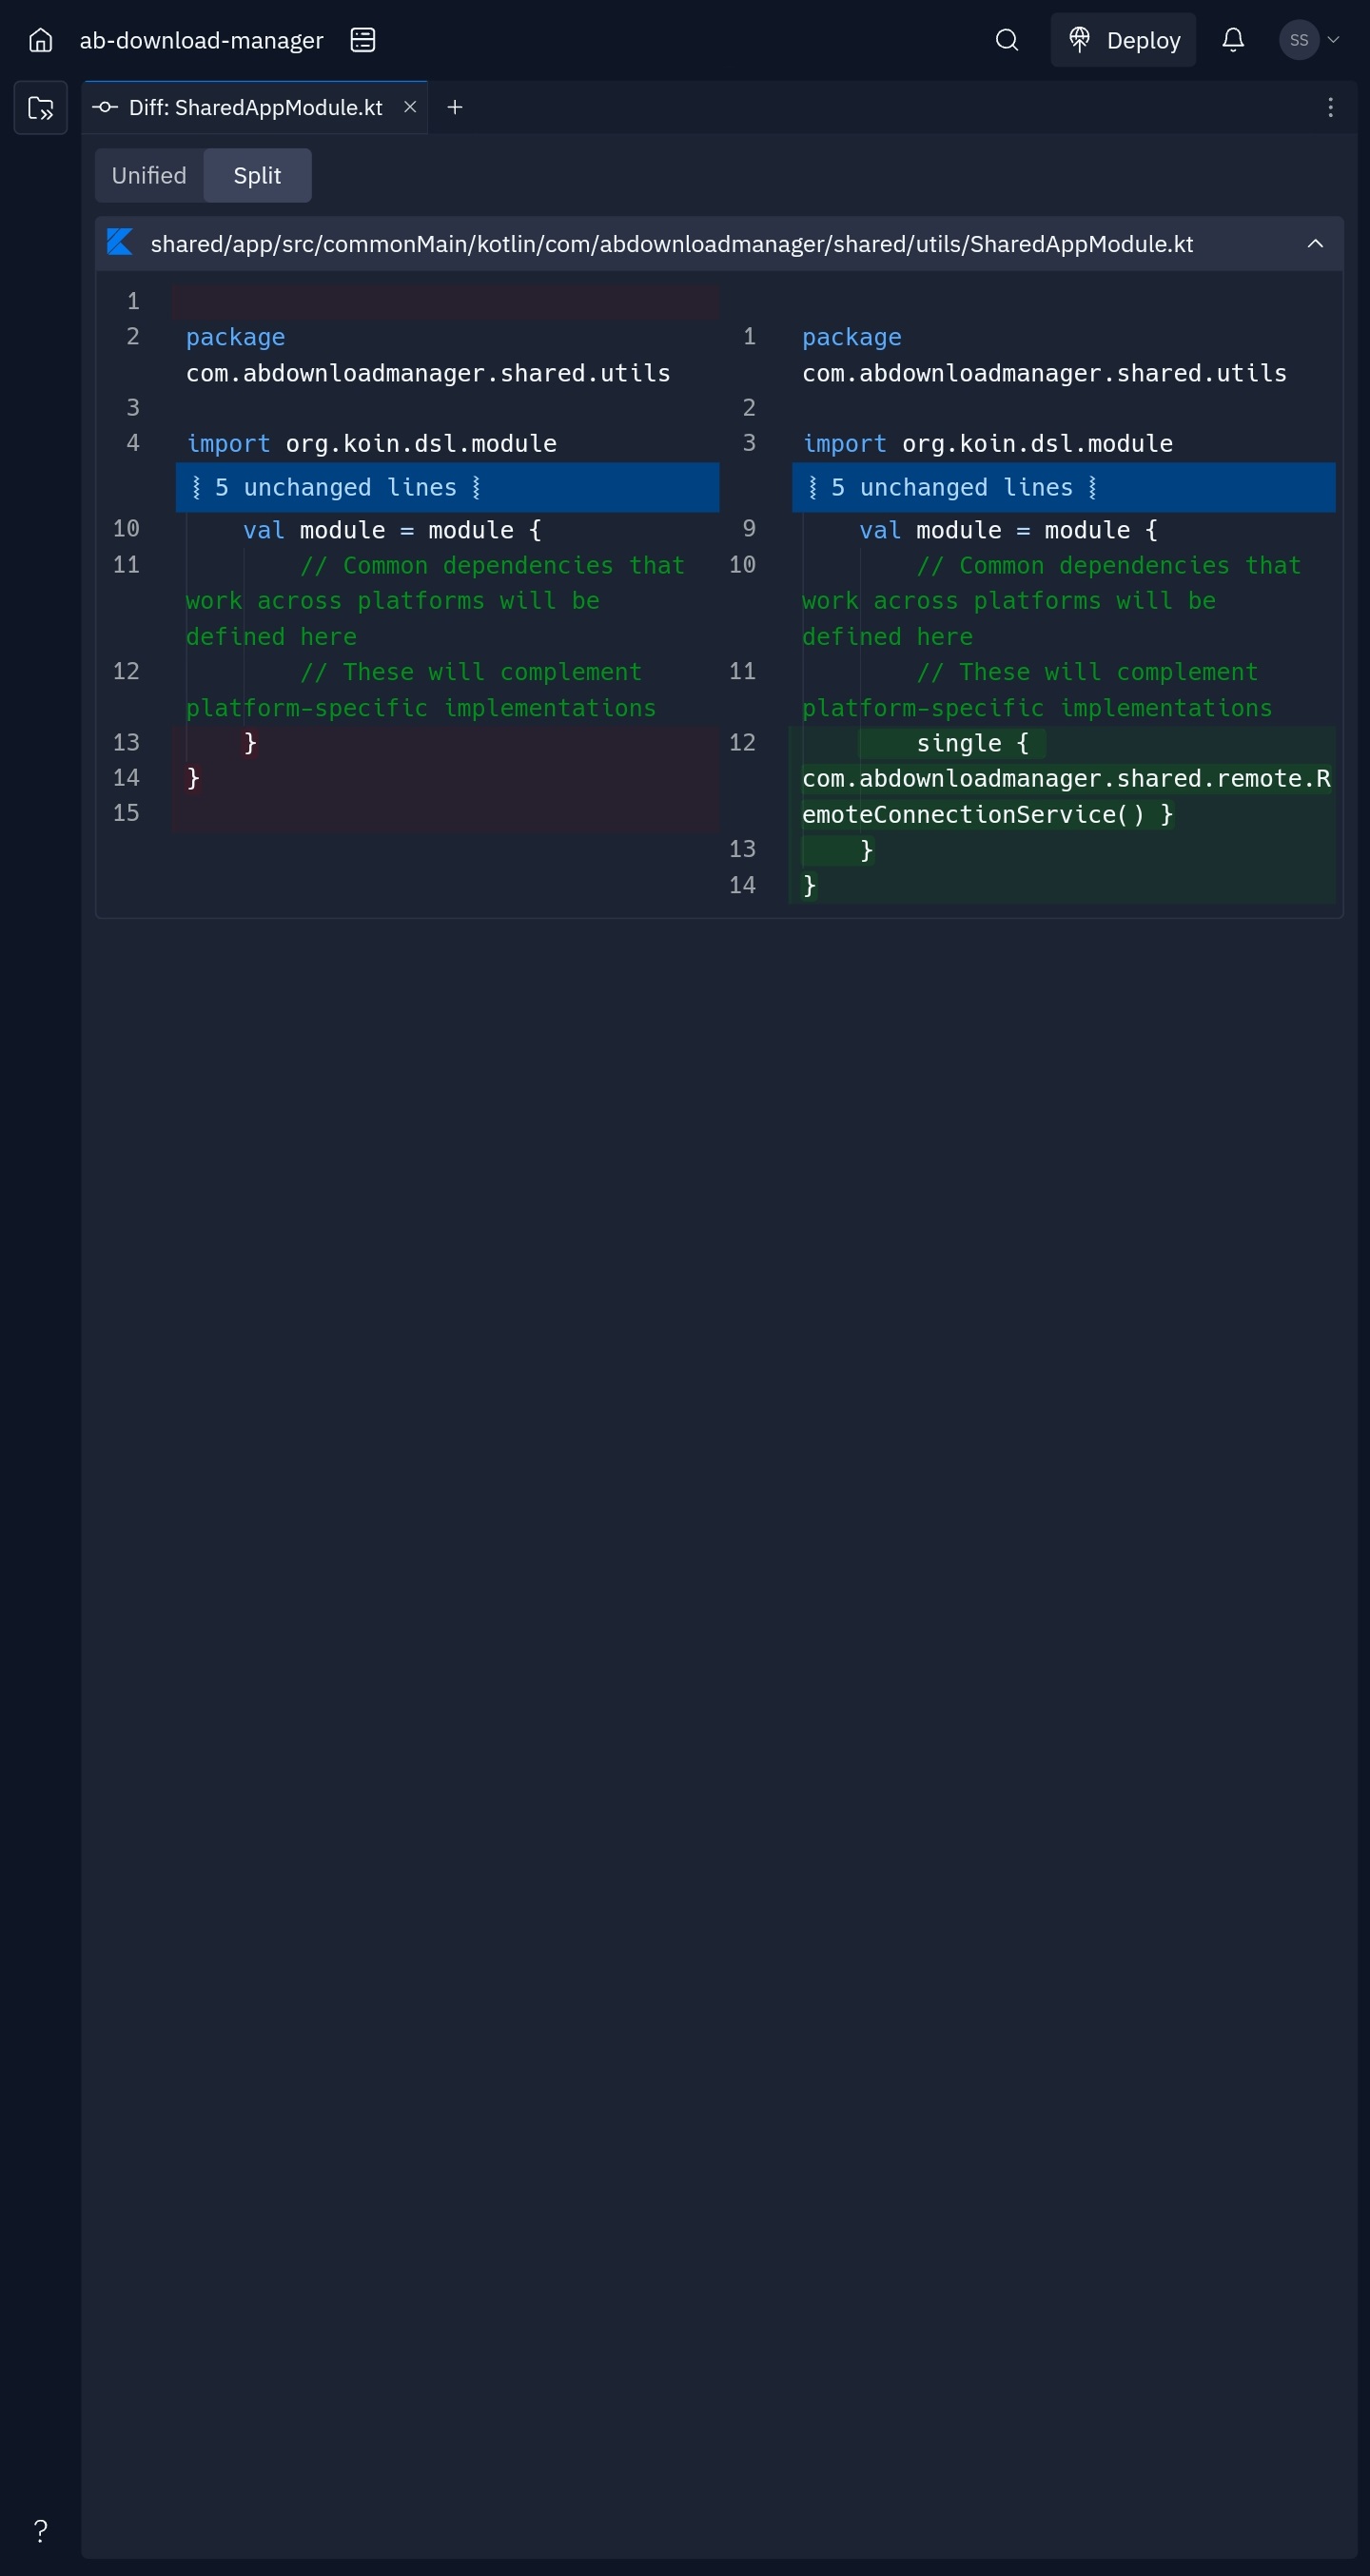 ab-download-manager Deploy SS
Diff: SharedAppModule.kt
Unified Split
shared/app/src/commonMain/kotlin/com/abdownloadmanager/shared/utils/SharedAppModule.kt
1
2 package
com.abdownloadmanager.shared.utils
3
4 import org.koin.dsl.module
5 unchanged lines
10 val module = module {
11 // Common dependencies that
work across platforms will be
defined here
12 // These will complement
platform-specific implementations
13 }
14 }
15
1 package
com.abdownloadmanager.shared.utils
2
3 import org.koin.dsl.module
5 unchanged lines
9 val module = module {
10 // Common dependencies that
work across platforms will be
defined here
11 // These will complement
platform-specific implementations
12 single {
com.abdownloadmanager.shared.remote.R
emoteConnectionService() }
13 }
14 }
?